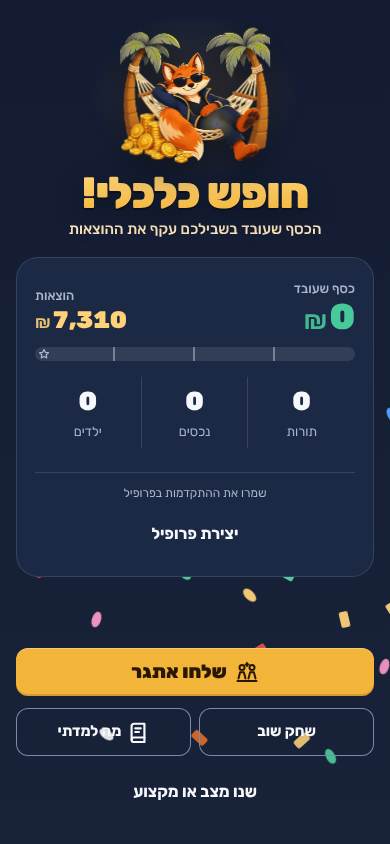 חופש כלכלי!
הכסף שעובד בשבילכם עקף את ההוצאות
כסף שעובד
הוצאות
0 ₪
7,310 ₪
0
0
0
תורות
נכסים
ילדים
שמרו את ההתקדמות בפרופיל
יצירת פרופיל
שלחו אתגר
שחק שוב
מה למדתי
שנו מצב או מקצוע